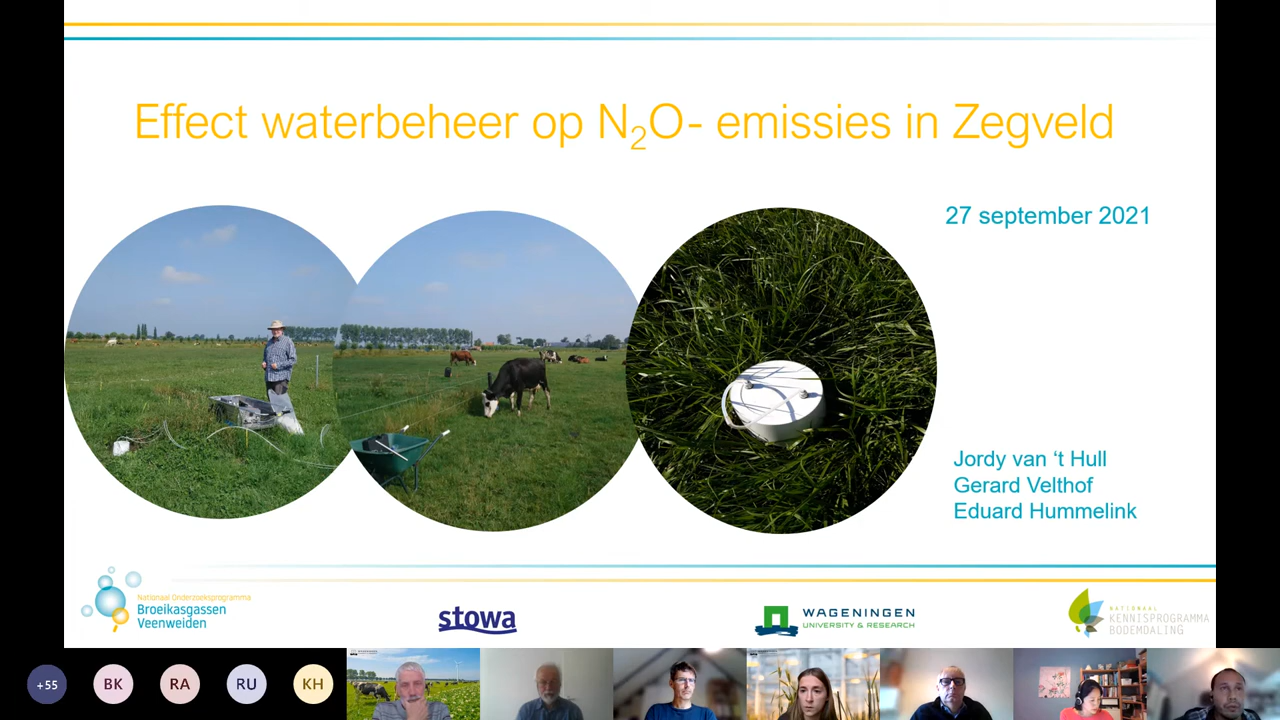 Effect waterbeheer op N₂O- emissies in Zegveld
27 september 2021
Jordy van ‘t Hull
Gerard Velthof
Eduard Hummelink
Nationaal Onderzoeksprogramma
Broeikasgassen
Veenweiden
stowa
WAGENINGEN
UNIVERSITY & RESEARCH
NATIONAAL
KENNISPROGRAMMA
BODEMDALING
+55
BK
RA
RU
KH